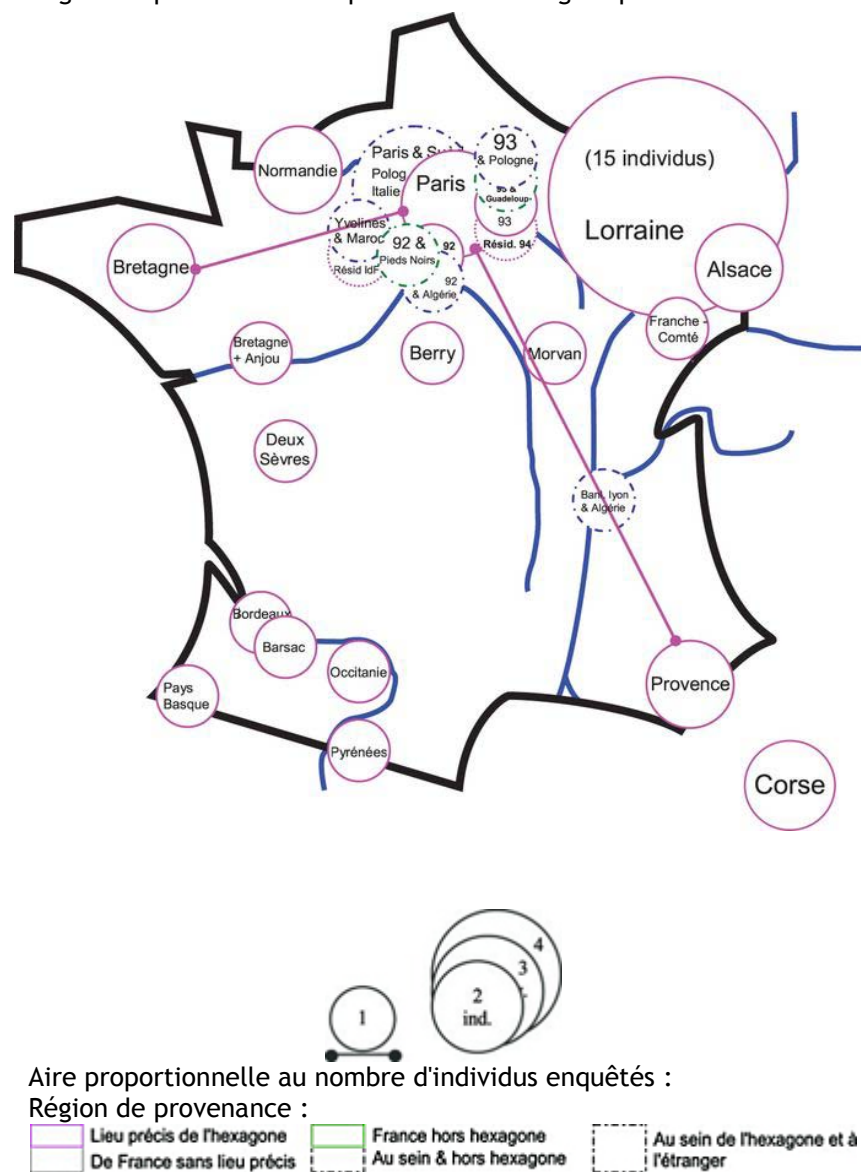 Normandie
Paris &
Polog
Italie
Paris
93
& Pologne
& Guadeloup-
93
Résid. 94
(15 individus)
Lorraine
Alsace
Franche -
Comté
Bretagne
Yvelines
& Maroc
Résid IdF
92 &
Pieds Noirs
92
92
& Algérie
Bretagne
+ Anjou
Berry
Morvan
Deux
Sèvres
lyon
& Algérie
Bordeaux
Barsac
Occitanie
Pays
Basque
Pyrénées
Provence
Corse
1
2
ind.
3
4
Aire proportionnelle au nombre d'individus enquêtés :
Région de provenance :
Lieu précis de l'hexagone
De France sans lieu précis
France hors hexagone
Au sein & hors hexagone
Au sein de l'hexagone et à
l'étranger